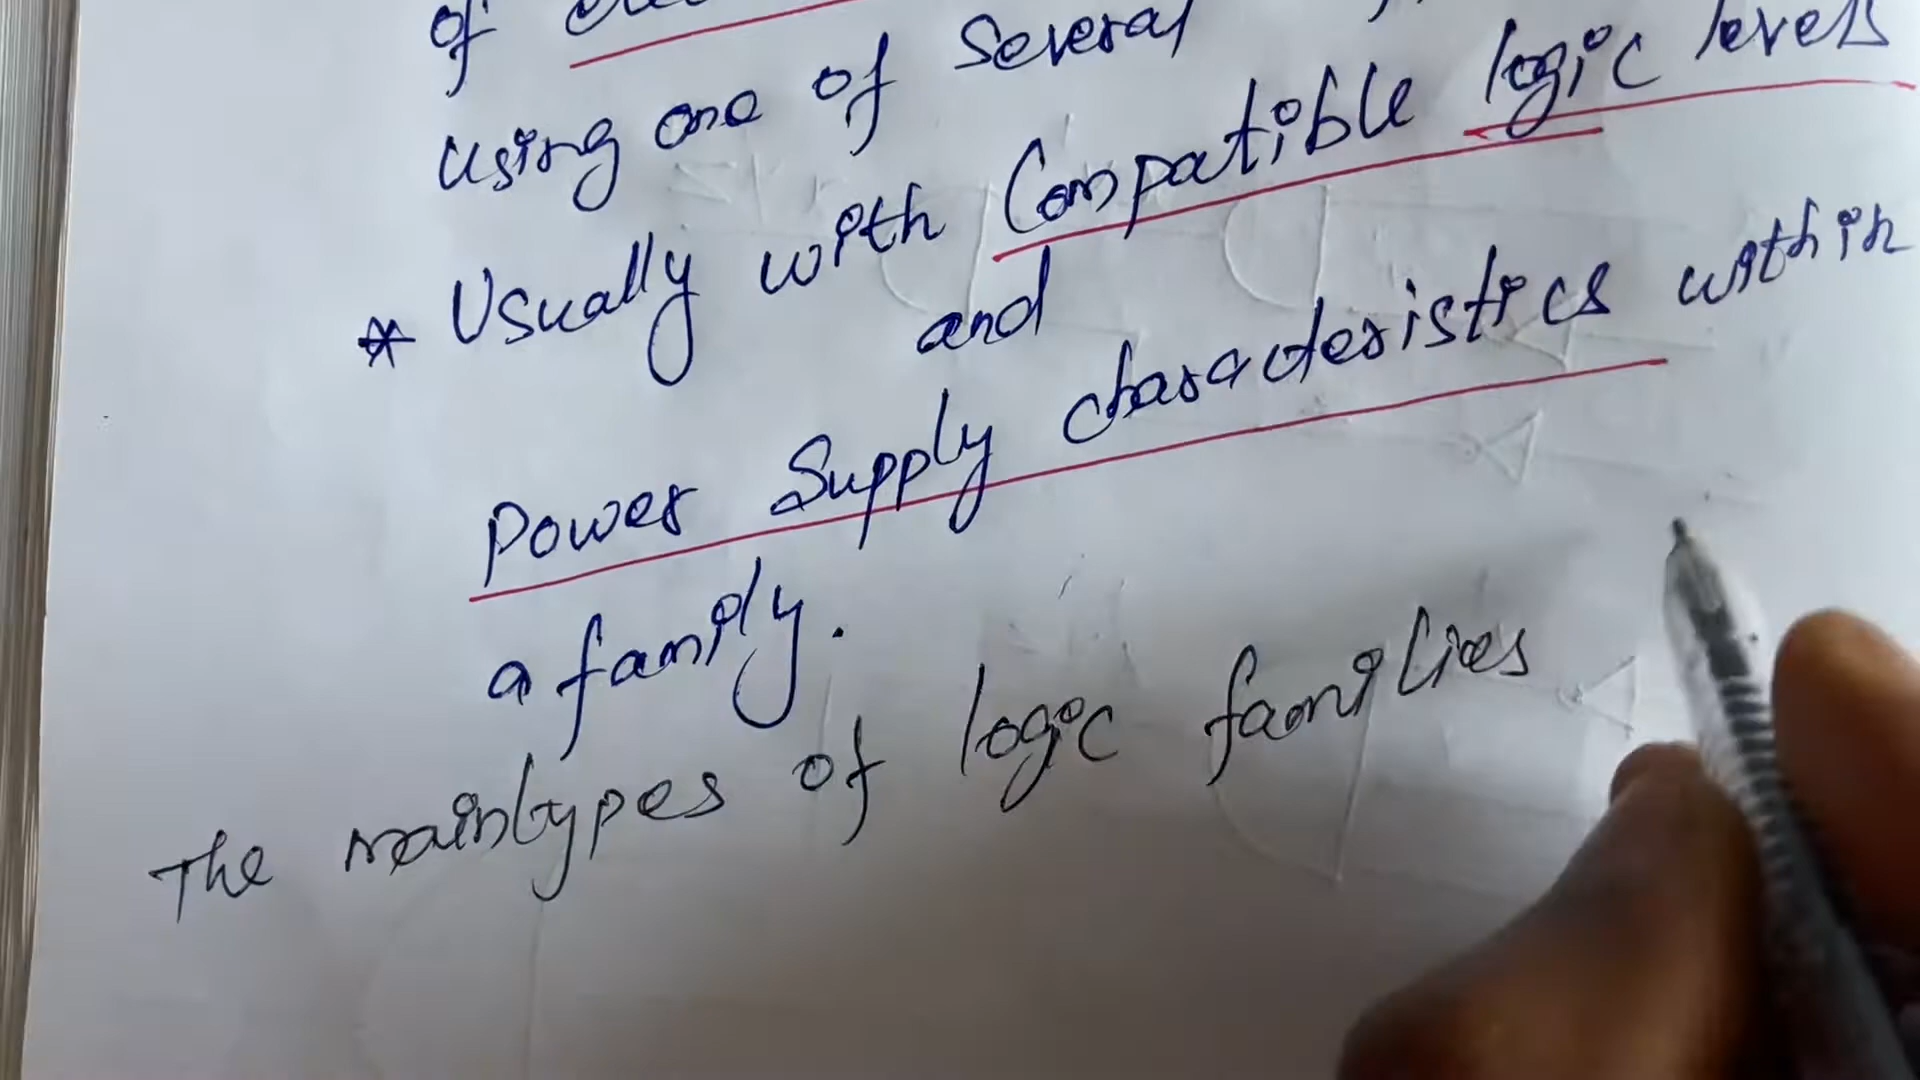 of
using one of several
* Usually with Compatible logic levels
and
power Supply characteristics within
a family.
The maintypes of logic families